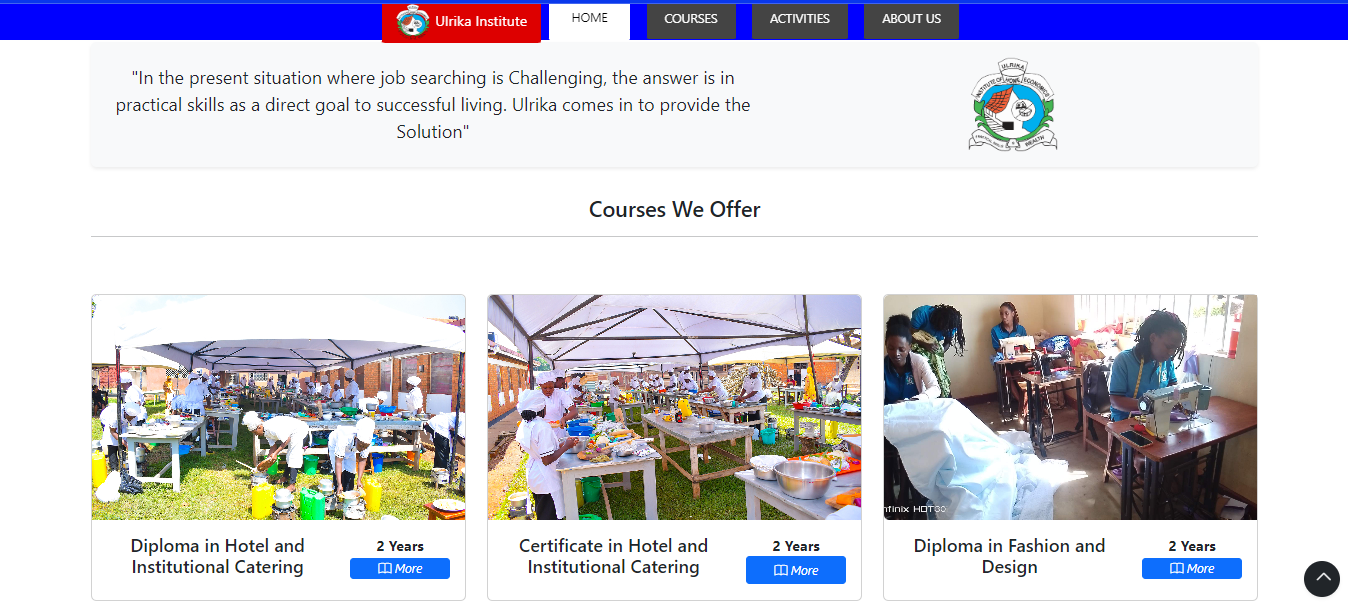 Ulrika Institute
HOME
COURSES
ACTIVITIES
ABOUT US
"In the present situation where job searching is Challenging, the answer is in
practical skills as a direct goal to successful living. Ulrika comes in to provide the
Solution"
ULRIKA
INSTITUTE OF HOME ECONOMICS
WEALTH
Courses We Offer
nfinix HOT
Diploma in Hotel and
Institutional Catering
2 Years
More
Certificate in Hotel and
Institutional Catering
2 Years
More
Diploma in Fashion and
Design
2 Years
More